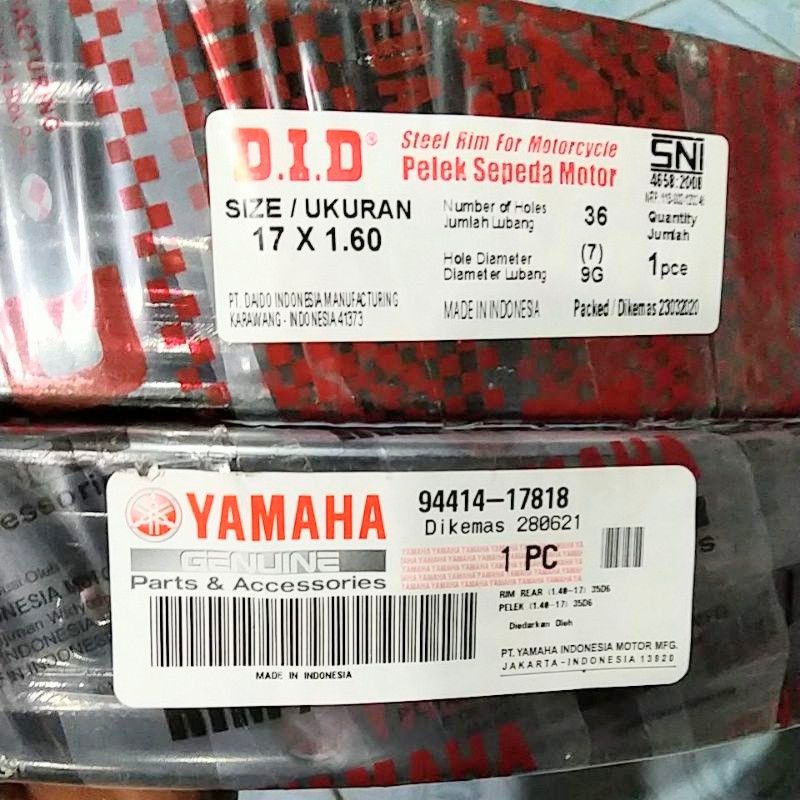 ACTURING
D.I.D®
Steel Rim For Motorcycle
Pelek Sepeda Motor
SNI
4658:2008
SIZE / UKURAN
17 X 1.60
Number of Holes
Jumlah Lubang
36
Quantity
Jumlah
Hole Diameter
Diameter Lubang
(7)
9G
1 pce
PT. DAIDO INDONESIA MANUFACTURING
KARAWANG - INDONESIA 41373
MADE IN INDONESIA
Packed / Dikemas 23032020
YAMAHA
94414-17818
Dikemas 280621
GENUINE
Parts & Accessories
1 PC
RIM REAR (1.40-17) 35D6
PELEK (1.40-17) 35D6
Diedarkan Oleh
PT. YAMAHA INDONESIA MOTOR MFG.
JAKARTA-INDONESIA 13920
MADE IN INDONESIA